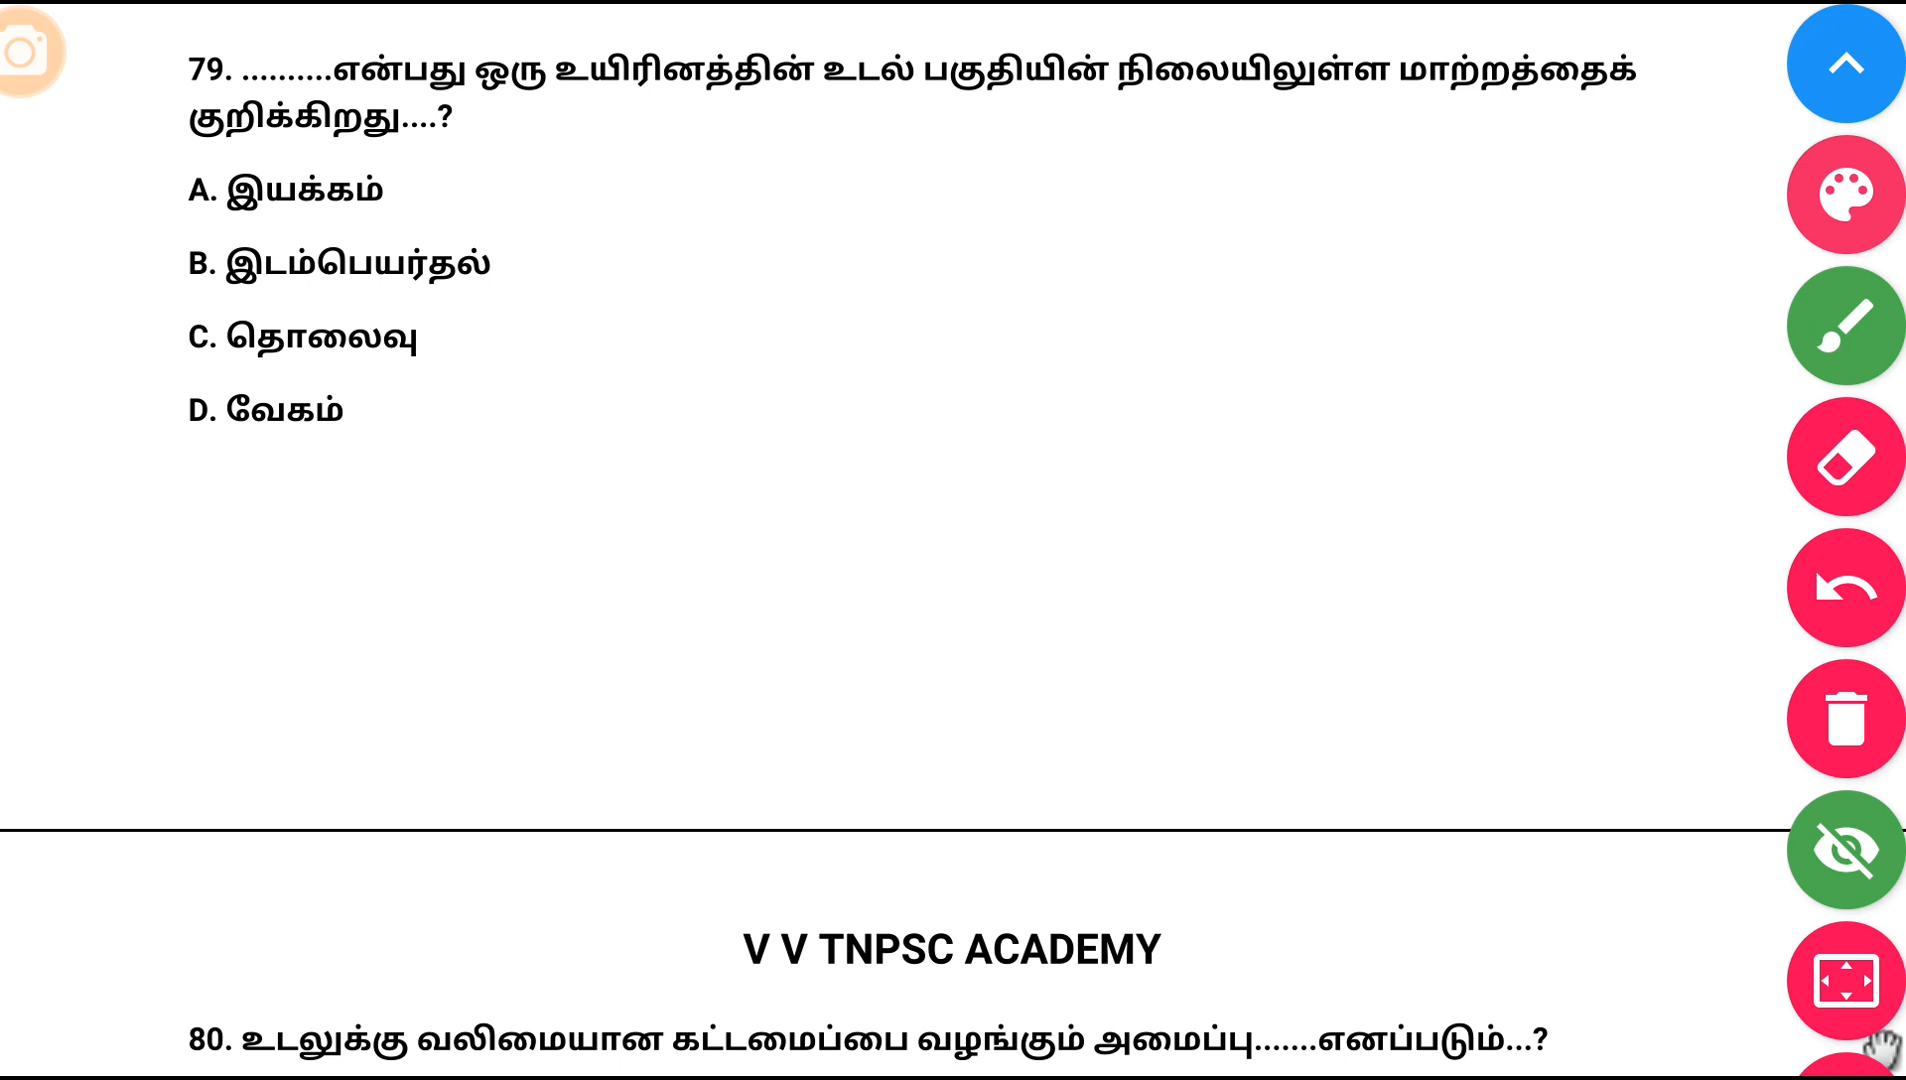 79. ..........என்பது ஒரு உயிரினத்தின் உடல் பகுதியின் நிலையிலுள்ள மாற்றத்தைக்
குறிக்கிறது....?
A. இயக்கம்
B. இடம்பெயர்தல்
C. தொலைவு
D. வேகம்
V V TNPSC ACADEMY
80. உடலுக்கு வலிமையான கட்டமைப்பை வழங்கும் அமைப்பு.......எனப்படும்...?